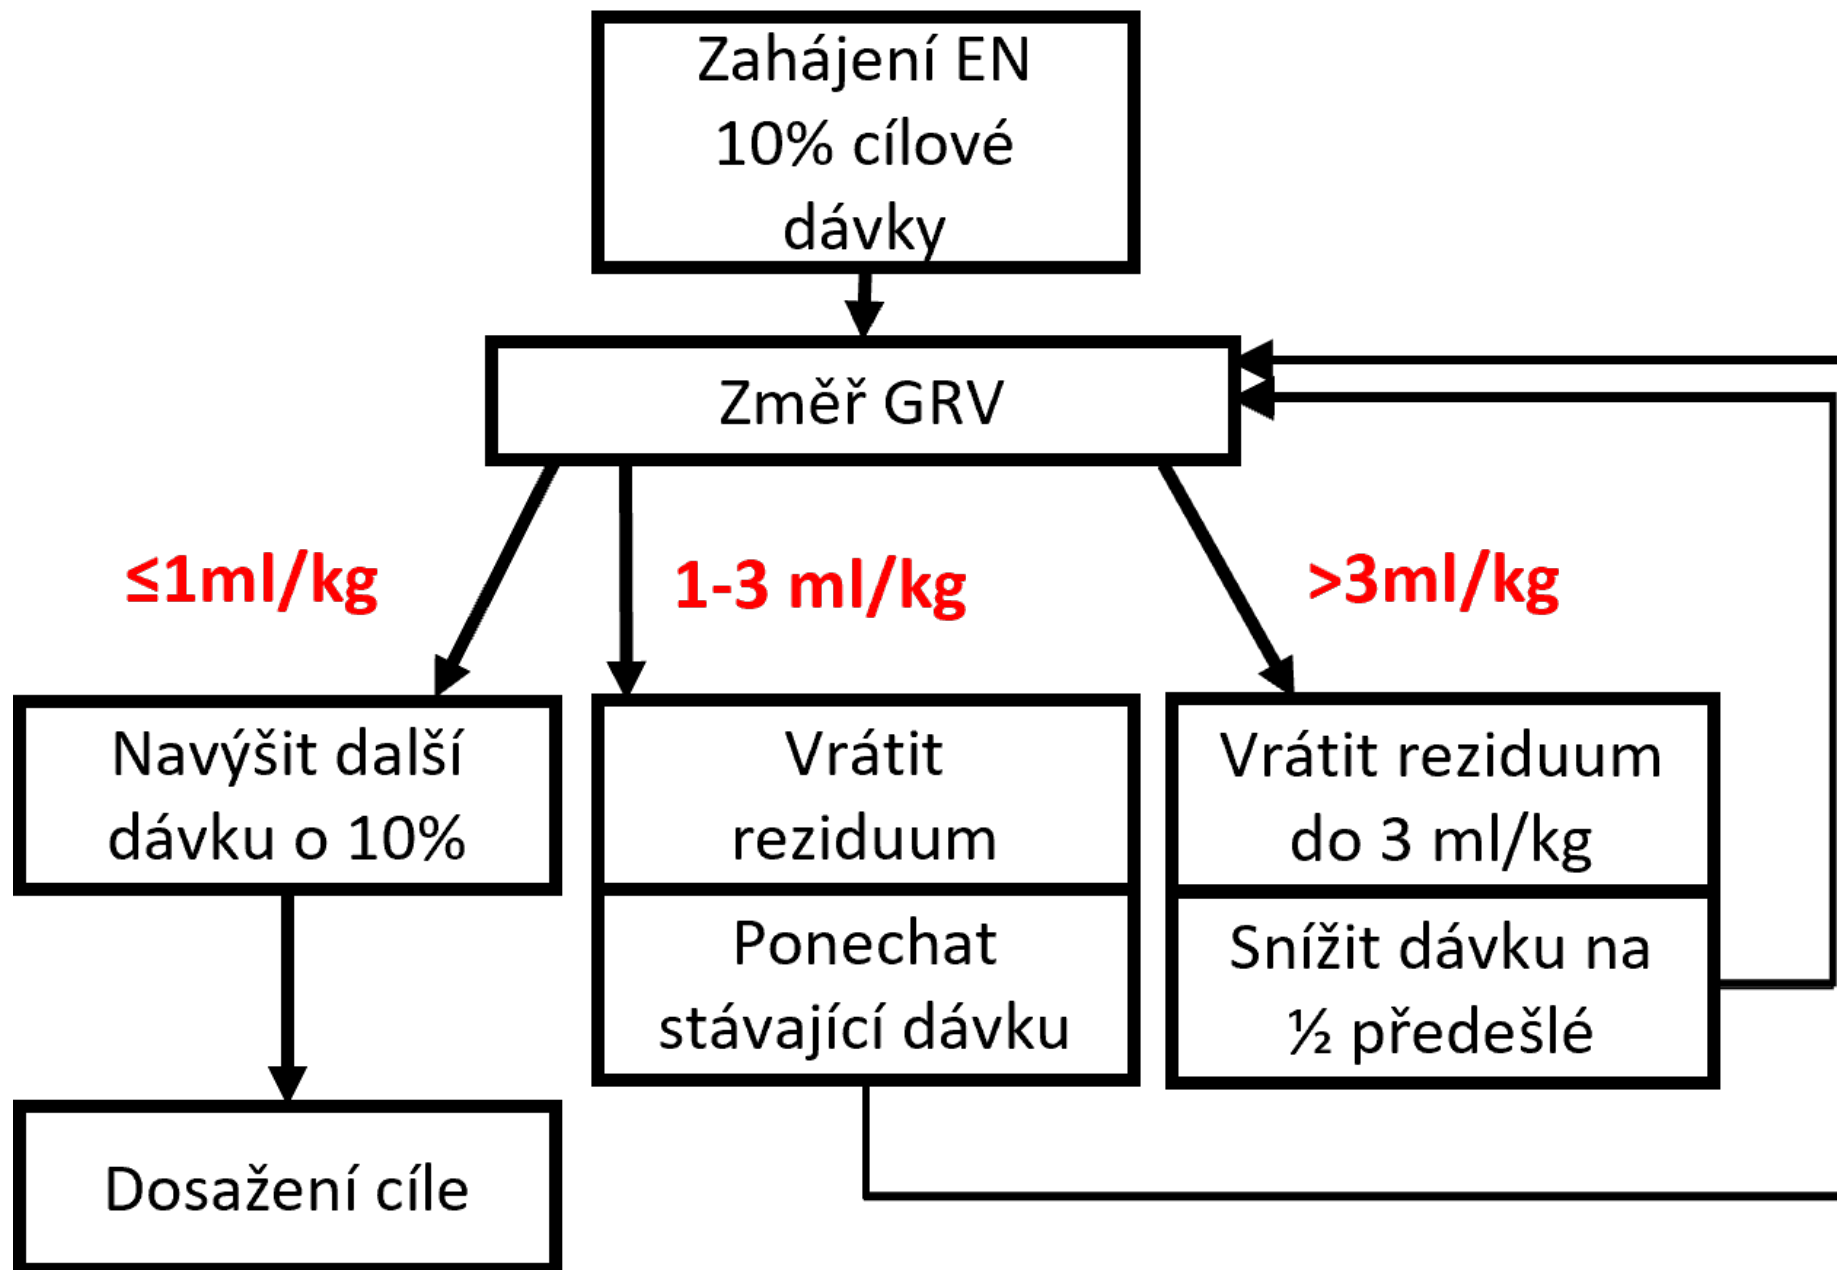 Zahájení EN
10% cílové
dávky
Změř GRV
≤1ml/kg
1-3 ml/kg
>3ml/kg
Navýšit další
dávku o 10%
Vrátit
reziduum
Vrátit reziduum
do 3 ml/kg
Ponechat
stávající dávku
Snížit dávku na
½ předešlé
Dosažení cíle